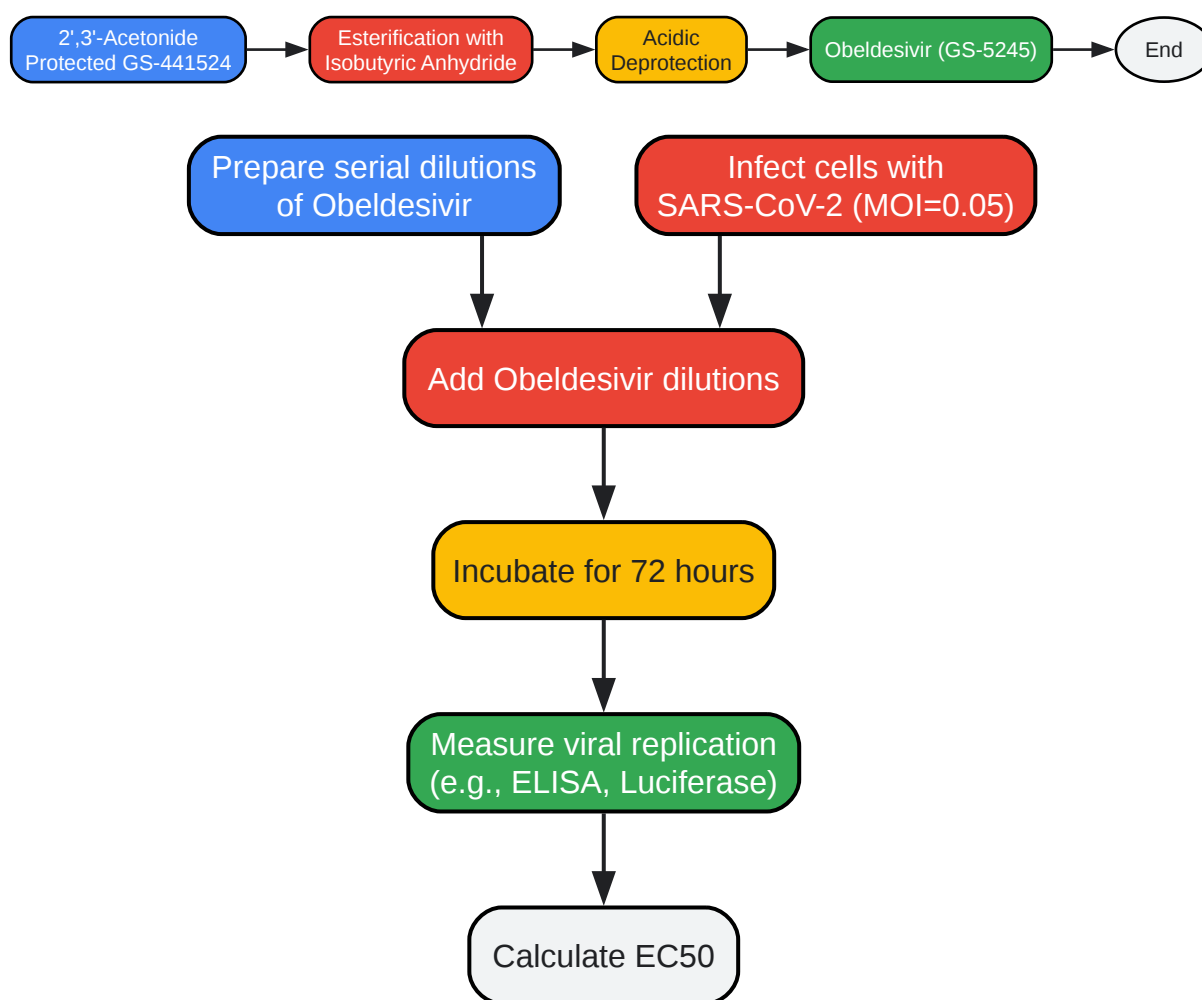 2',3'-Acetonide
Protected GS-441524
Esterification with
Isobutyric Anhydride
Acidic
Deprotection
Obeldesivir (GS-5245)
End
Prepare serial dilutions
of Obeldesivir
Infect cells with
SARS-CoV-2 (MOI=0.05)
Add Obeldesivir dilutions
Incubate for 72 hours
Measure viral replication
(e.g., ELISA, Luciferase)
Calculate EC50